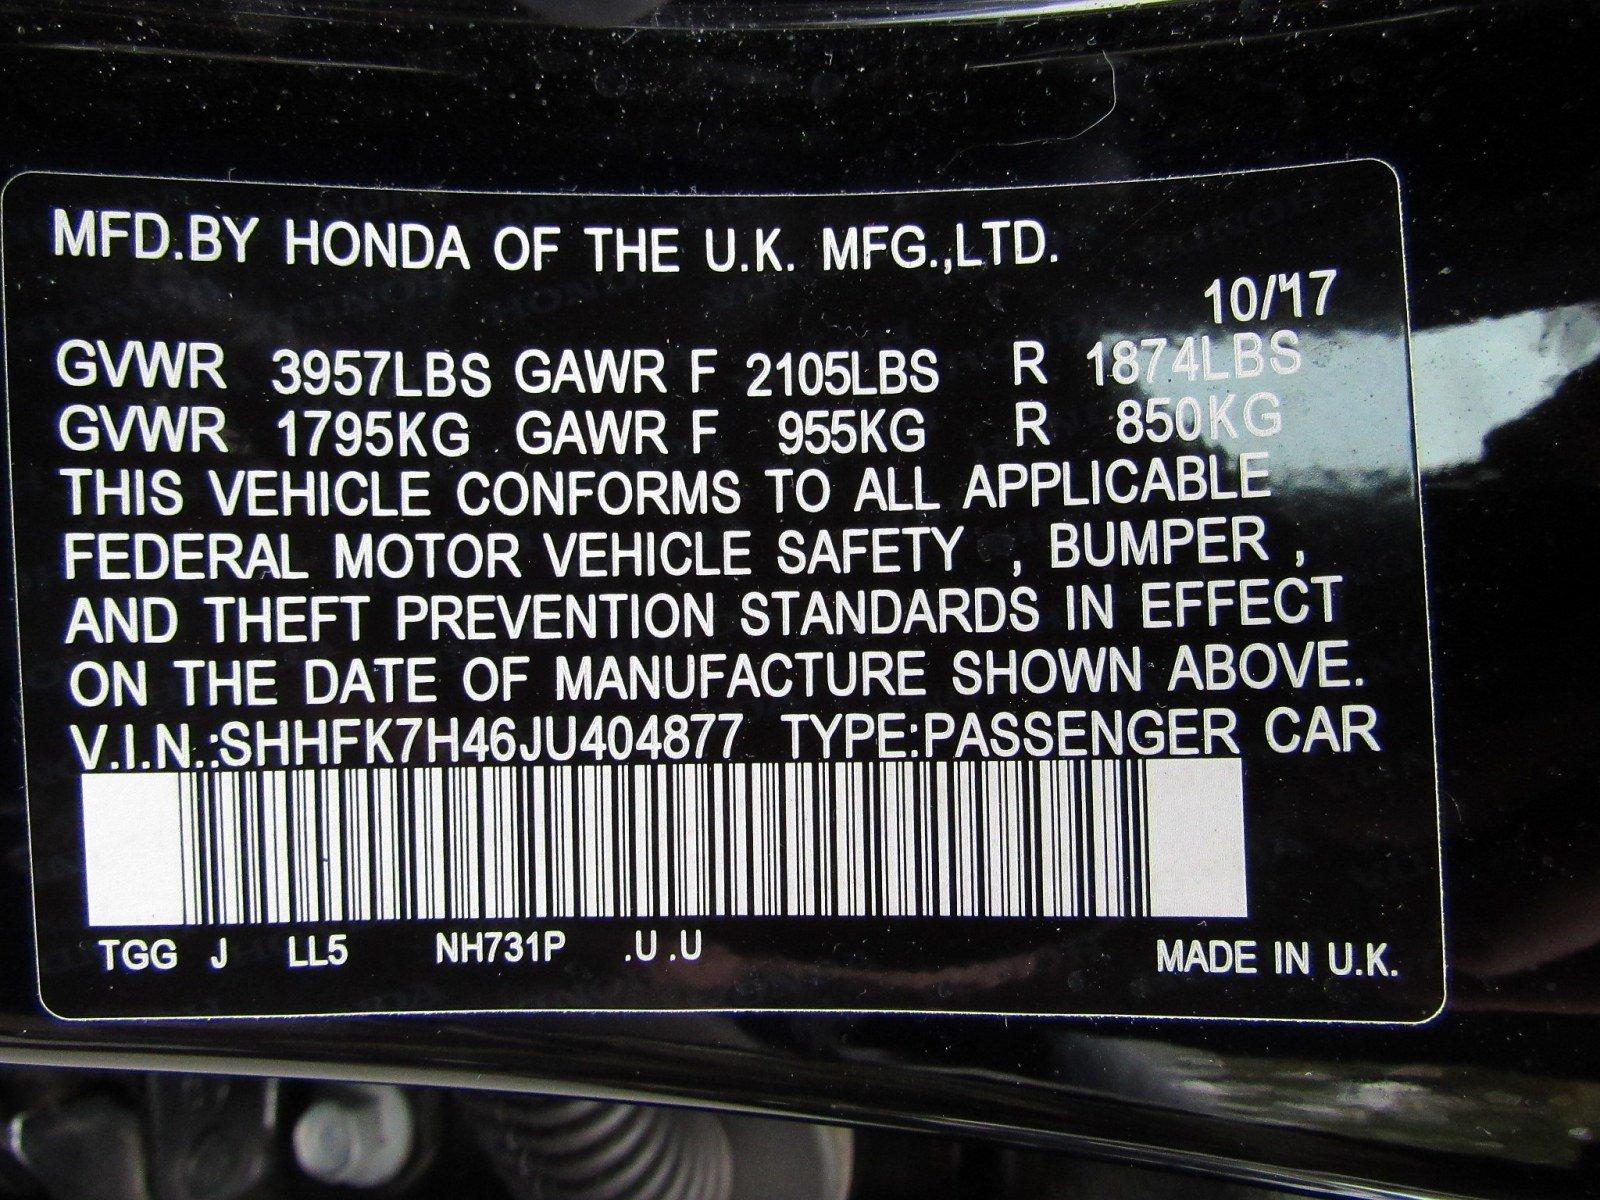 MFD.BY HONDA OF THE U.K. MFG.,LTD.
10/17
GVWR 3957LBS GAWR F 2105LBS R 1874LBS
GVWR 1795KG GAWR F 955KG R 850KG
THIS VEHICLE CONFORMS TO ALL APPLICABLE
FEDERAL MOTOR VEHICLE SAFETY , BUMPER ,
AND THEFT PREVENTION STANDARDS IN EFFECT
ON THE DATE OF MANUFACTURE SHOWN ABOVE.
V.I.N.:SHHFK7H46JU404877 TYPE:PASSENGER CAR
TGG J LL5 NH731P .U .U MADE IN U.K.